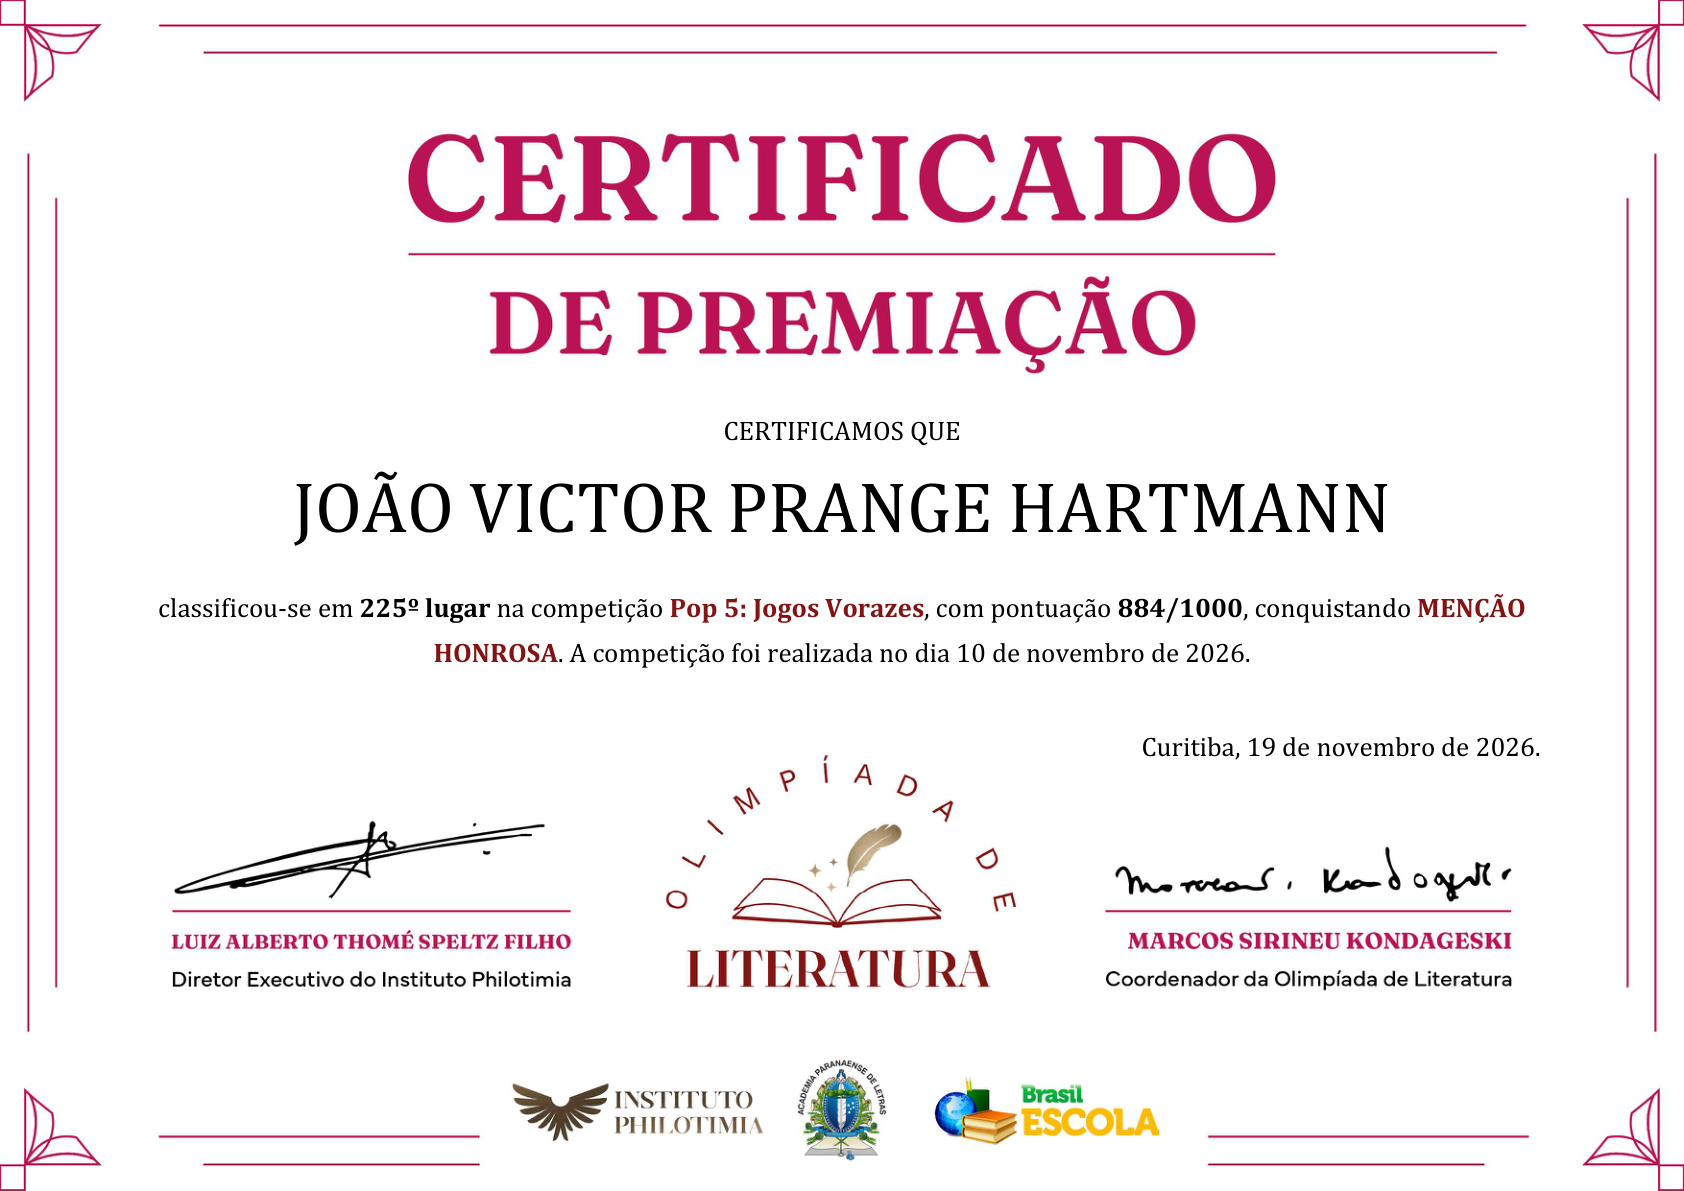 CERTIFICADO
DE PREMIAÇÃO
CERTIFICAMOS QUE
JOÃO VICTOR PRANGE HARTMANN
classificou-se em 225º lugar na competição Pop 5: Jogos Vorazes, com pontuação 884/1000, conquistando MENÇÃO
HONROSA. A competição foi realizada no dia 10 de novembro de 2026.
Curitiba, 19 de novembro de 2026.
OLIMPÍADA DE
LITERATURA
Marcos S. Kondageski
LUIZ ALBERTO THOMÉ SPELTZ FILHO
Diretor Executivo do Instituto Philotimia
MARCOS SIRINEU KONDAGESKI
Coordenador da Olimpíada de Literatura
INSTITUTO
PHILOTIMIA
ACADEMIA PARANAENSE DE LETRAS
Brasil
ESCOLA